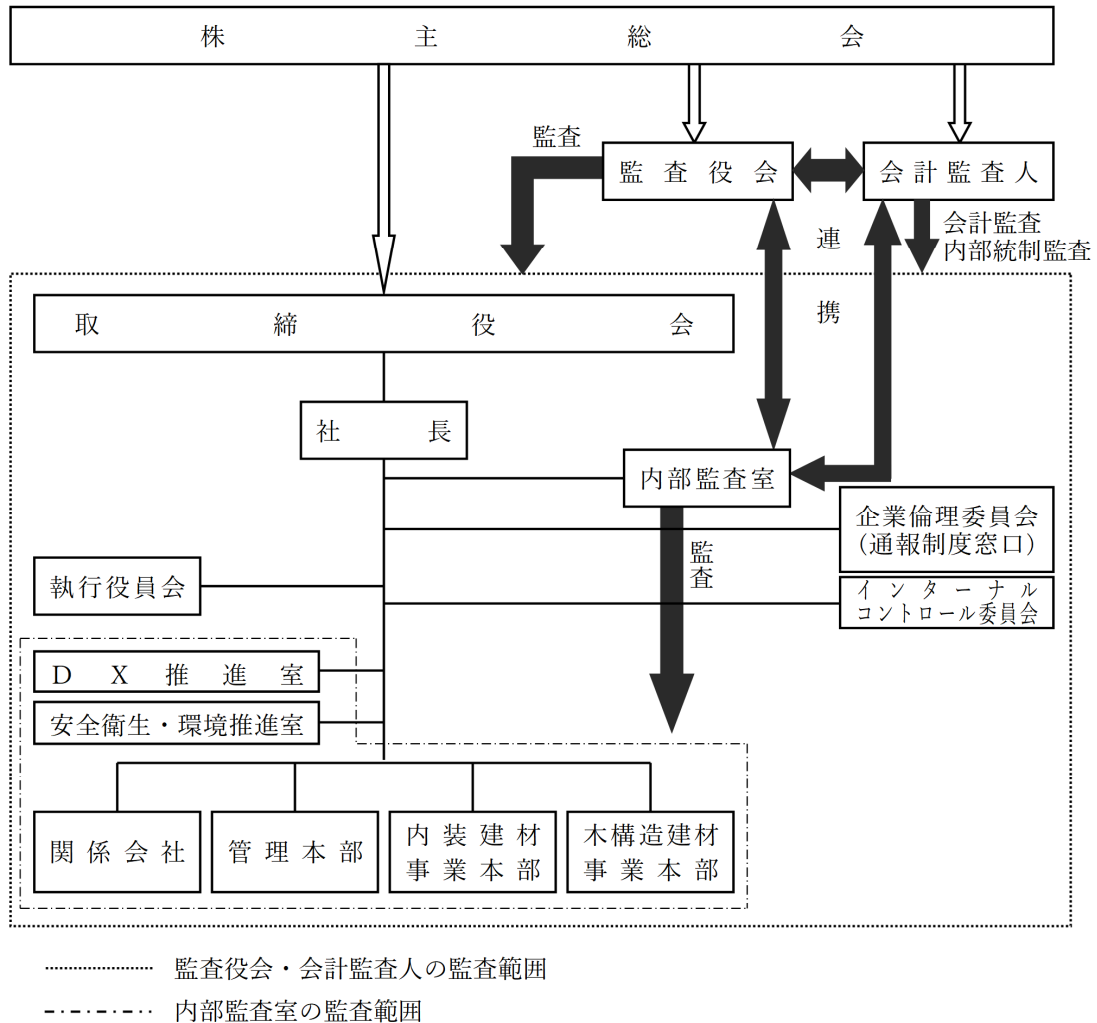 株主総会
監査
監査役会
会計監査人
会計監査
内部統制監査
連携
取締役会
社長
内部監査室
企業倫理委員会
（通報制度窓口）
監査
執行役員会
インターナル
コントロール委員会
ＤＸ推進室
安全衛生・環境推進室
関係会社
管理本部
内装建材
事業本部
木構造建材
事業本部
監査役会・会計監査人の監査範囲
内部監査室の監査範囲